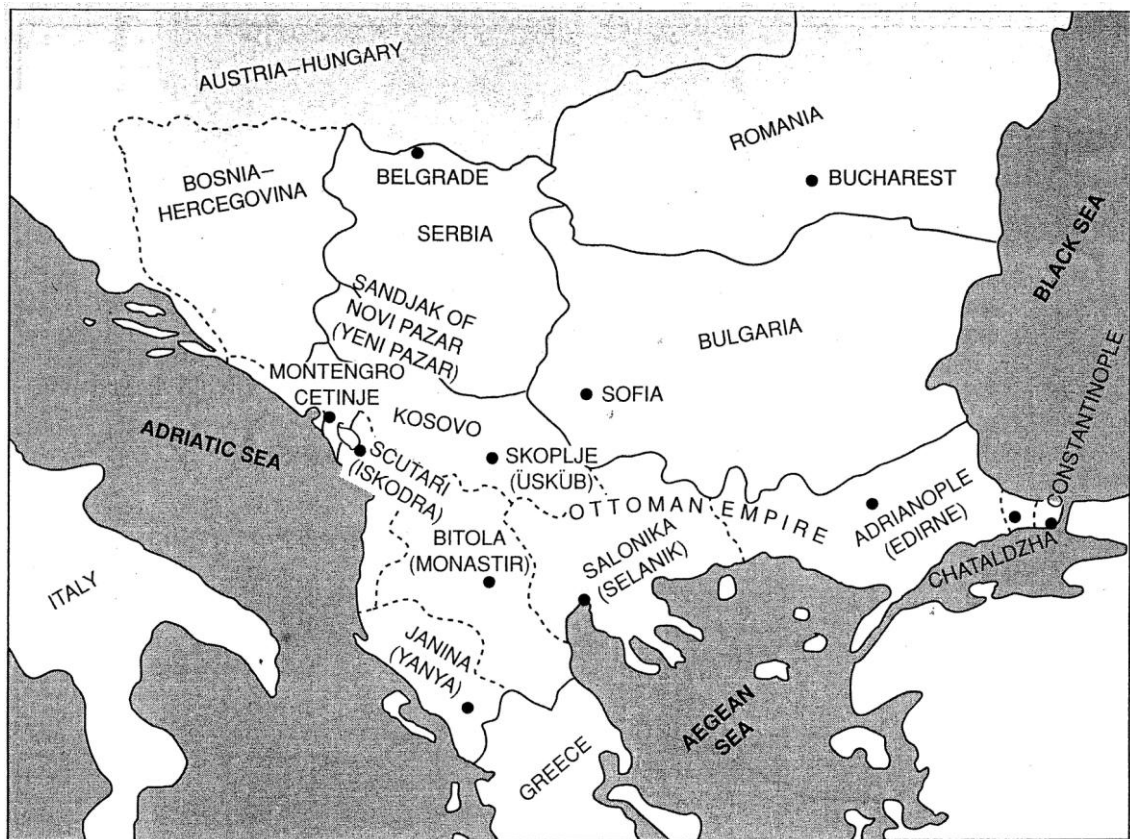 AUSTRIA–HUNGARY
ROMANIA
BOSNIA–
HERCEGOVINA
BELGRADE
BUCHAREST
SERBIA
BLACK SEA
SANDJAK OF
NOVI PAZAR
(YENI PAZAR)
BULGARIA
MONTENGRO
CETINJE
SOFIA
KOSOVO
CONSTANTINOPLE
ADRIATIC SEA
SCUTARI
(ISKODRA)
SKOPLJE
(ÜSKÜB)
OTTOMAN EMPIRE
ADRIANOPLE
(EDIRNE)
BITOLA
(MONASTIR)
SALONIKA
(SELANIK)
CHATALDZHA
ITALY
JANINA
(YANYA)
AEGEAN
SEA
GREECE